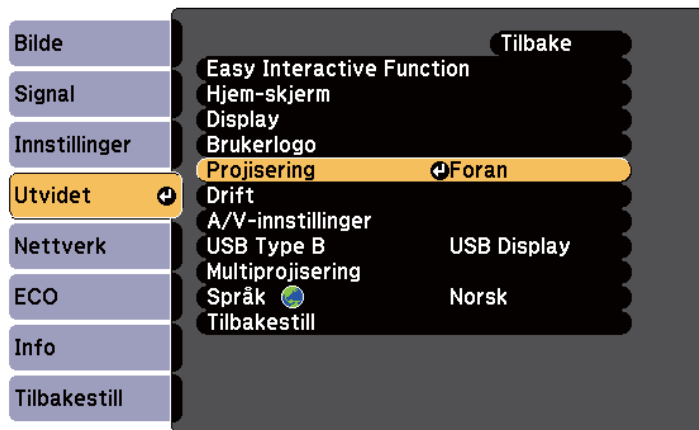 Bilde
Signal
Innstillinger
Utvidet
Nettverk
ECO
Info
Tilbakestill
Tilbake
Easy Interactive Function
Hjem-skjerm
Display
Brukerlogo
Projisering Foran
Drift
A/V-innstillinger
USB Type B USB Display
Multiprojisering
Språk Norsk
Tilbakestill